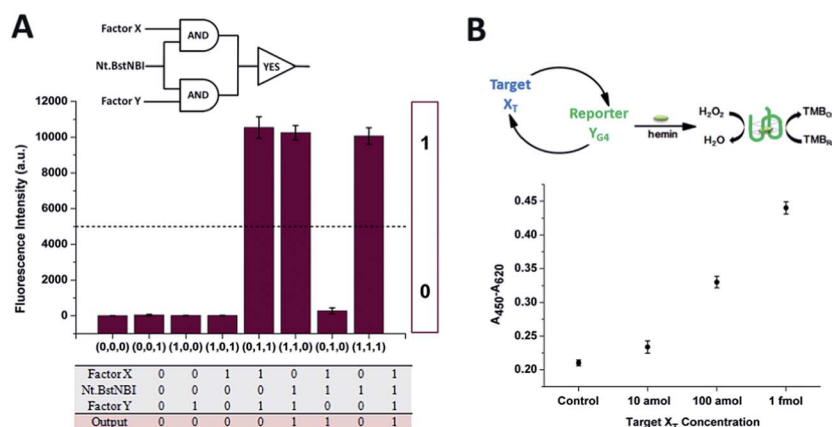 A
Factor X
AND
Nt.BstNBI
YES
AND
Factor Y
Fluorescence Intensity (a.u.)
12000
10000
8000
6000
4000
2000
0
1
0
(0,0,0) (0,0,1) (1,0,0) (1,0,1) (0,1,1) (1,1,0) (0,1,0) (1,1,1)
Factor X 0 0 1 1 0 1 0 1
Nt.BstNBI 0 0 0 0 1 1 1 1
Factor Y 0 1 0 1 1 0 0 1
Output 0 0 0 0 1 1 0 1
B
Target
X_T
Reporter
Y_G4
hemin
H₂O₂
H₂O
TMB
TMB
A₄₅₀-A₆₂₀
0.45
0.40
0.35
0.30
0.25
0.20
Control 10 amol 100 amol 1 fmol
Target X_T Concentration